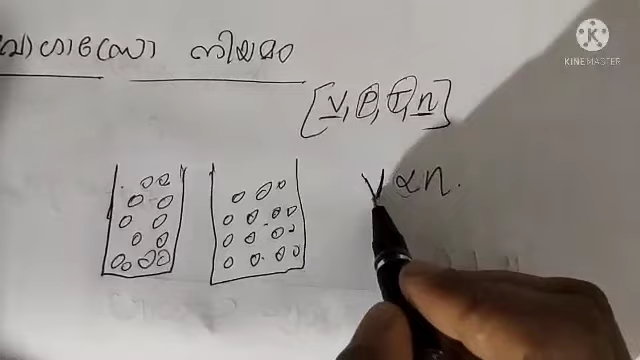 KINEMASTER
നിയമം
[V, P, T, n]
V ∝ n.